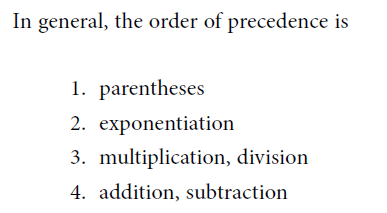 In general, the order of precedence is
1. parentheses
2. exponentiation
3. multiplication, division
4. addition, subtraction